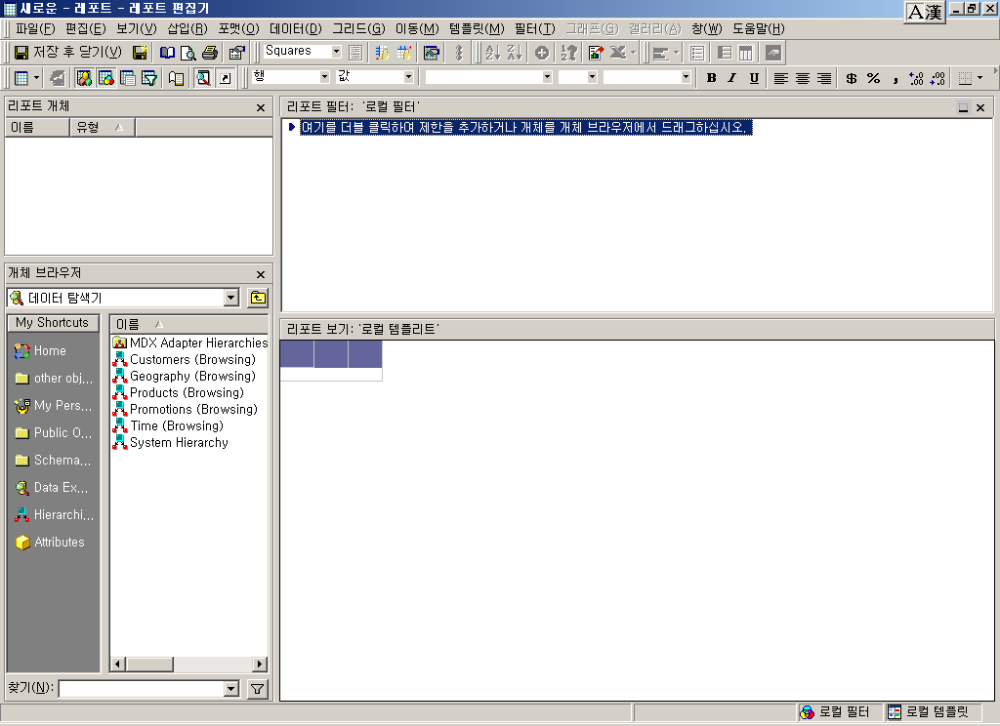 새로운 - 리포트 - 리포트 편집기
A漢
파일(F) 편집(E) 보기(V) 삽입(R) 포맷(O) 데이터(D) 그리드(G) 이동(M) 템플릿(M) 필터(T) 그래프(G) 갤러리(A) 창(W) 도움말(H)
저장 후 닫기(V) Squares
행 값 B I U $ % ,
리포트 개체
이름 유형
리포트 필터: '로컬 필터'
여기를 더블 클릭하여 제한을 추가하거나 개체를 개체 브라우저에서 드래그하십시오.
개체 브라우저
데이터 탐색기
My Shortcuts
Home
other obj...
My Pers...
Public O...
Schema...
Data Ex...
Hierarchi...
Attributes
이름
MDX Adapter Hierarchies
Customers (Browsing)
Geography (Browsing)
Products (Browsing)
Promotions (Browsing)
Time (Browsing)
System Hierarchy
찾기(N):
리포트 보기: '로컬 템플리트'
로컬 필터 로컬 템플릿